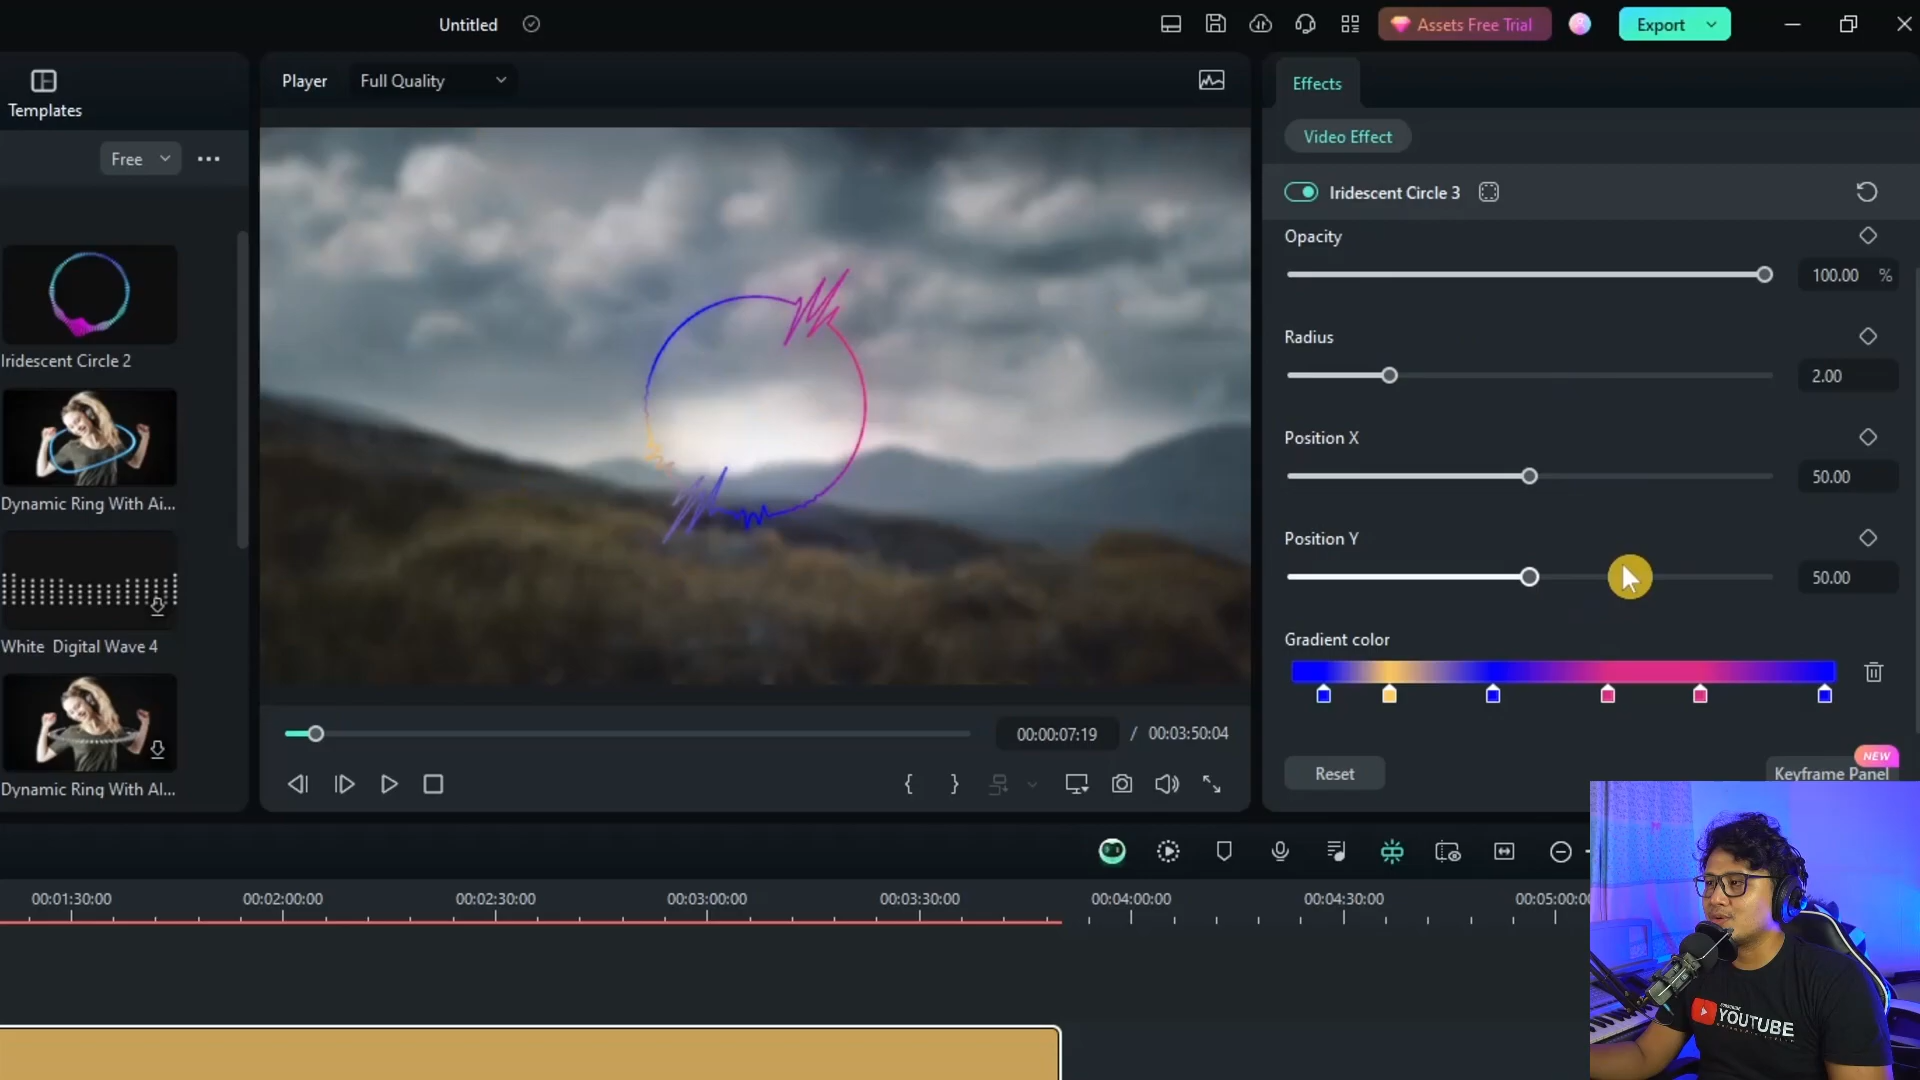 Untitled
Assets Free Trial
Export
Templates
Player
Full Quality
Effects
Free
Video Effect
Iridescent Circle 3
Opacity
100.00 %
Iridescent Circle 2
Radius
2.00
Position X
50.00
Dynamic Ring With Ai...
Position Y
50.00
White Digital Wave 4
Gradient color
00:00:07:19 / 00:03:50:04
Reset
NEW
Keyframe Panel
Dynamic Ring With Al...
00:01:30:00
00:02:00:00
00:02:30:00
00:03:00:00
00:03:30:00
00:04:00:00
00:04:30:00
00:05:00:00
YOUTUBE